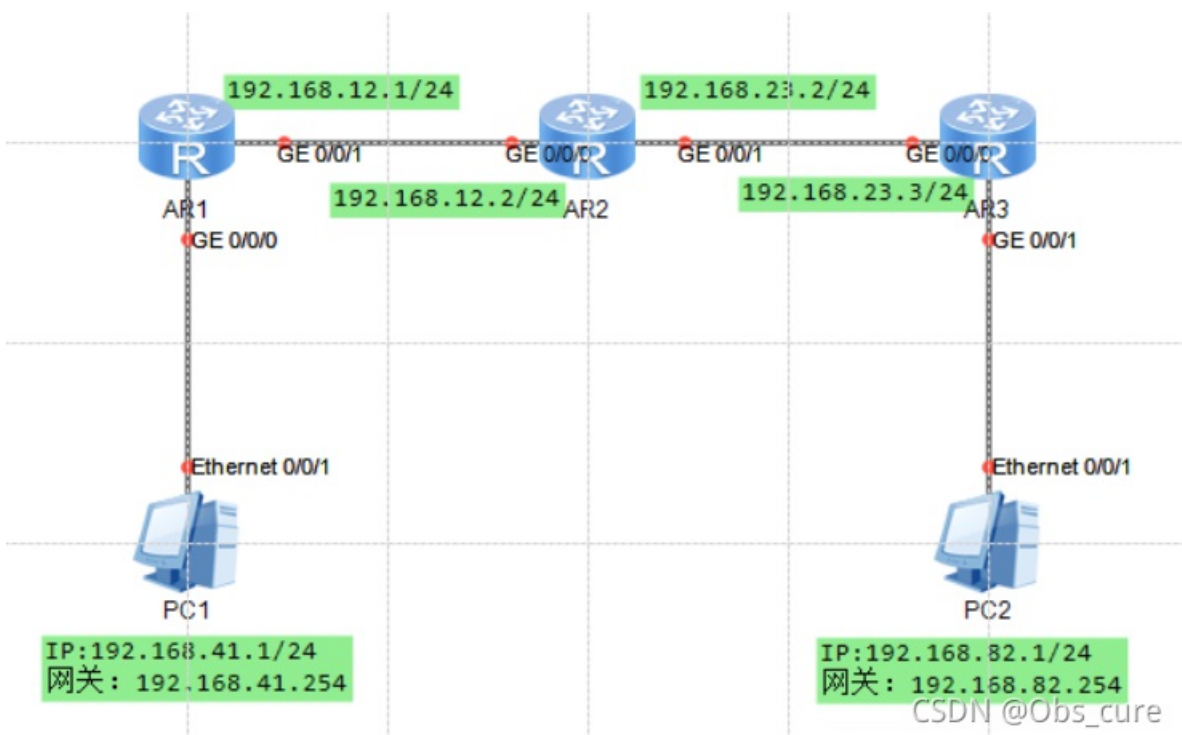 192.168.12.1/24
192.168.23.2/24
GE 0/0/1
GE 0/0/0
GE 0/0/1
GE 0/0/0
192.168.12.2/24
192.168.23.3/24
AR1
AR2
AR3
GE 0/0/0
GE 0/0/1
Ethernet 0/0/1
Ethernet 0/0/1
PC1
PC2
IP:192.168.41.1/24
网关：192.168.41.254
IP:192.168.82.1/24
网关：192.168.82.254
CSDN @Obs_cure